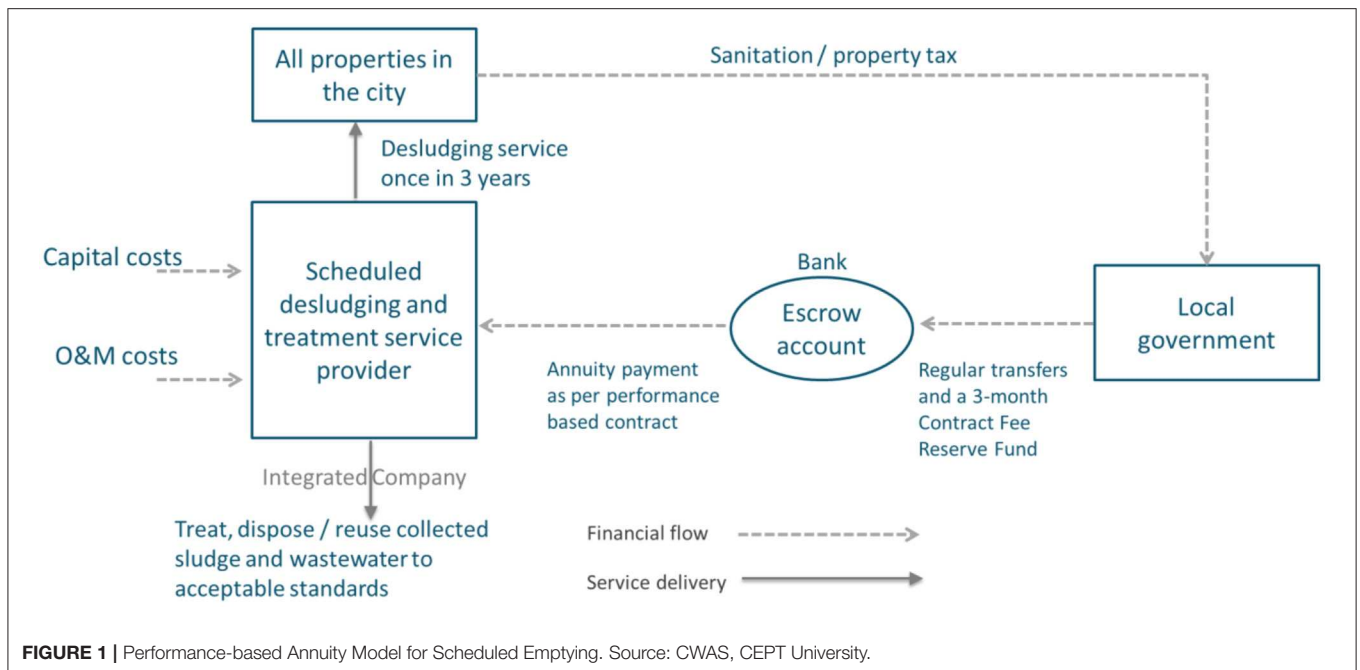 All properties in
the city
Sanitation / property tax
Desludging service
once in 3 years
Capital costs
O&M costs
Scheduled
desludging and
treatment service
provider
Bank
Escrow
account
Local
government
Annuity payment
as per performance
based contract
Regular transfers
and a 3-month
Contract Fee
Reserve Fund
Integrated Company
Treat, dispose / reuse collected
sludge and wastewater to
acceptable standards
Financial flow
Service delivery
FIGURE 1 | Performance-based Annuity Model for Scheduled Emptying. Source: CWAS, CEPT University.